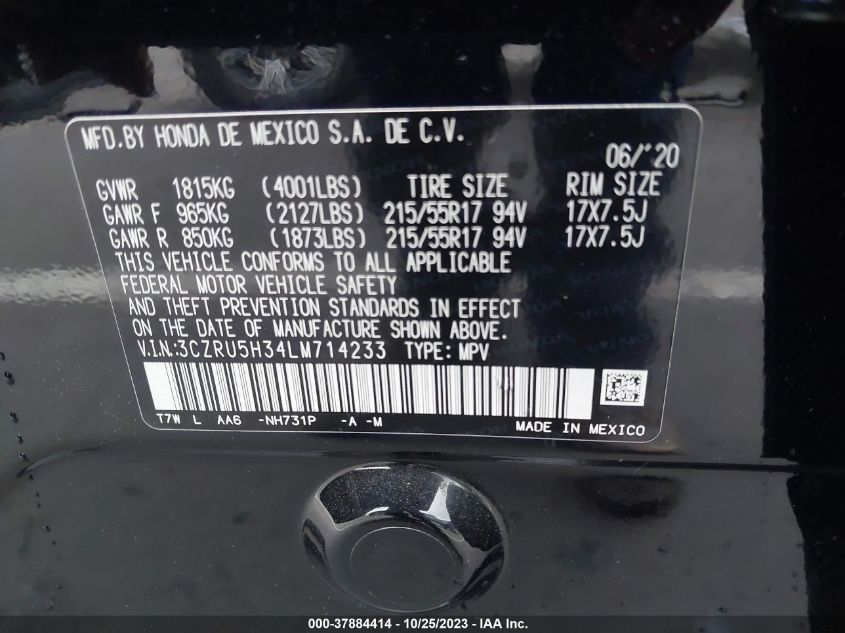 MFD.BY HONDA DE MEXICO S.A. DE C.V.
06/'20
GVWR 1815KG (4001LBS) TIRE SIZE RIM SIZE
GAWR F 965KG (2127LBS) 215/55R17 94V 17X7.5J
GAWR R 850KG (1873LBS) 215/55R17 94V 17X7.5J
THIS VEHICLE CONFORMS TO ALL APPLICABLE
FEDERAL MOTOR VEHICLE SAFETY
AND THEFT PREVENTION STANDARDS IN EFFECT
ON THE DATE OF MANUFACTURE SHOWN ABOVE.
V.I.N:3CZRU5H34LM714233 TYPE: MPV
T7W L AA6 -NH731P -A -M MADE IN MEXICO
000-37884414 - 10/25/2023 - IAA Inc.